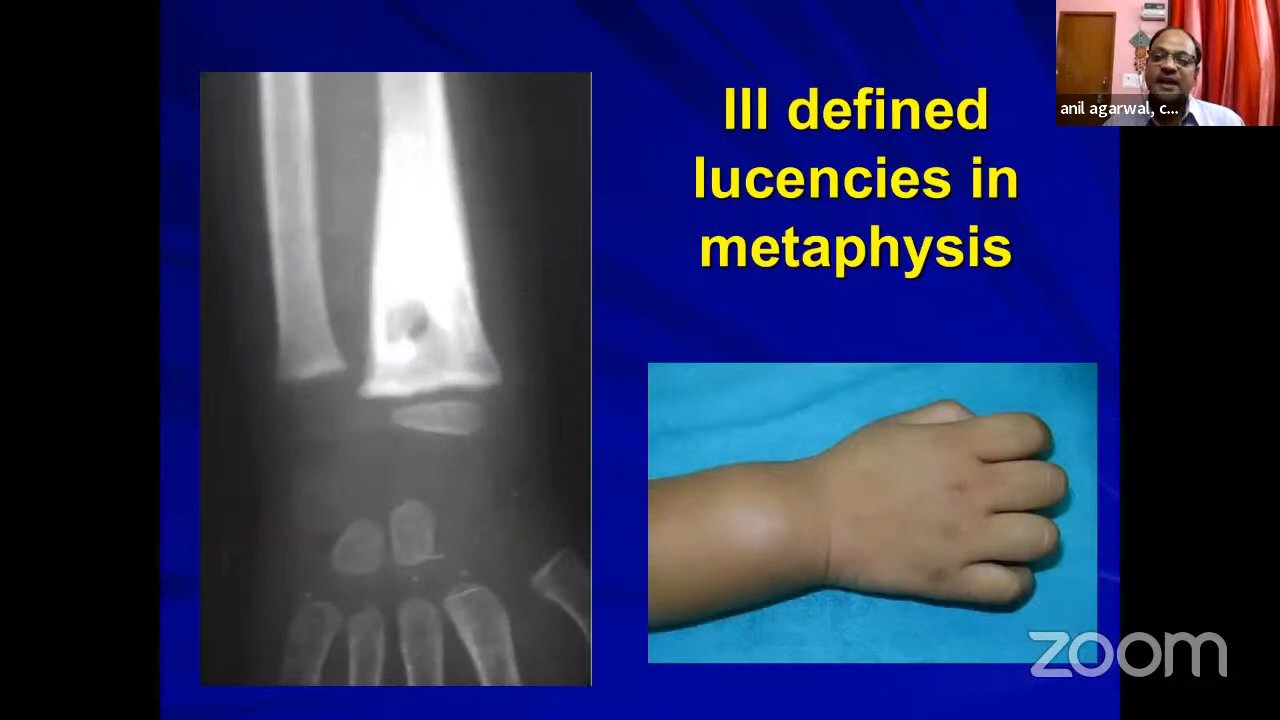 Ill defined
lucencies in
metaphysis
anil agarwal, c...
zoom